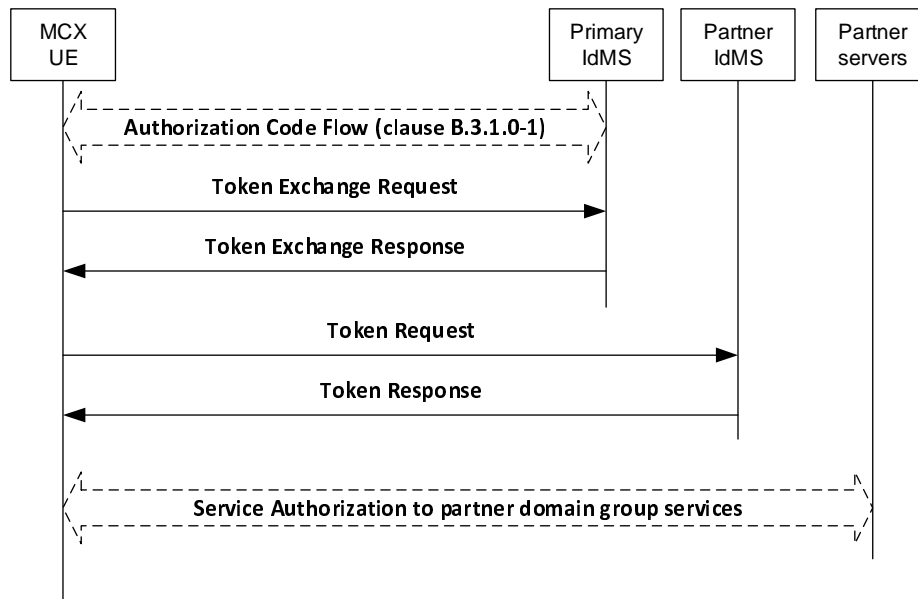 MCX
UE
Primary
IdMS
Partner
IdMS
Partner
servers
Authorization Code Flow (clause B.3.1.0-1)
Token Exchange Request
Token Exchange Response
Token Request
Token Response
Service Authorization to partner domain group services